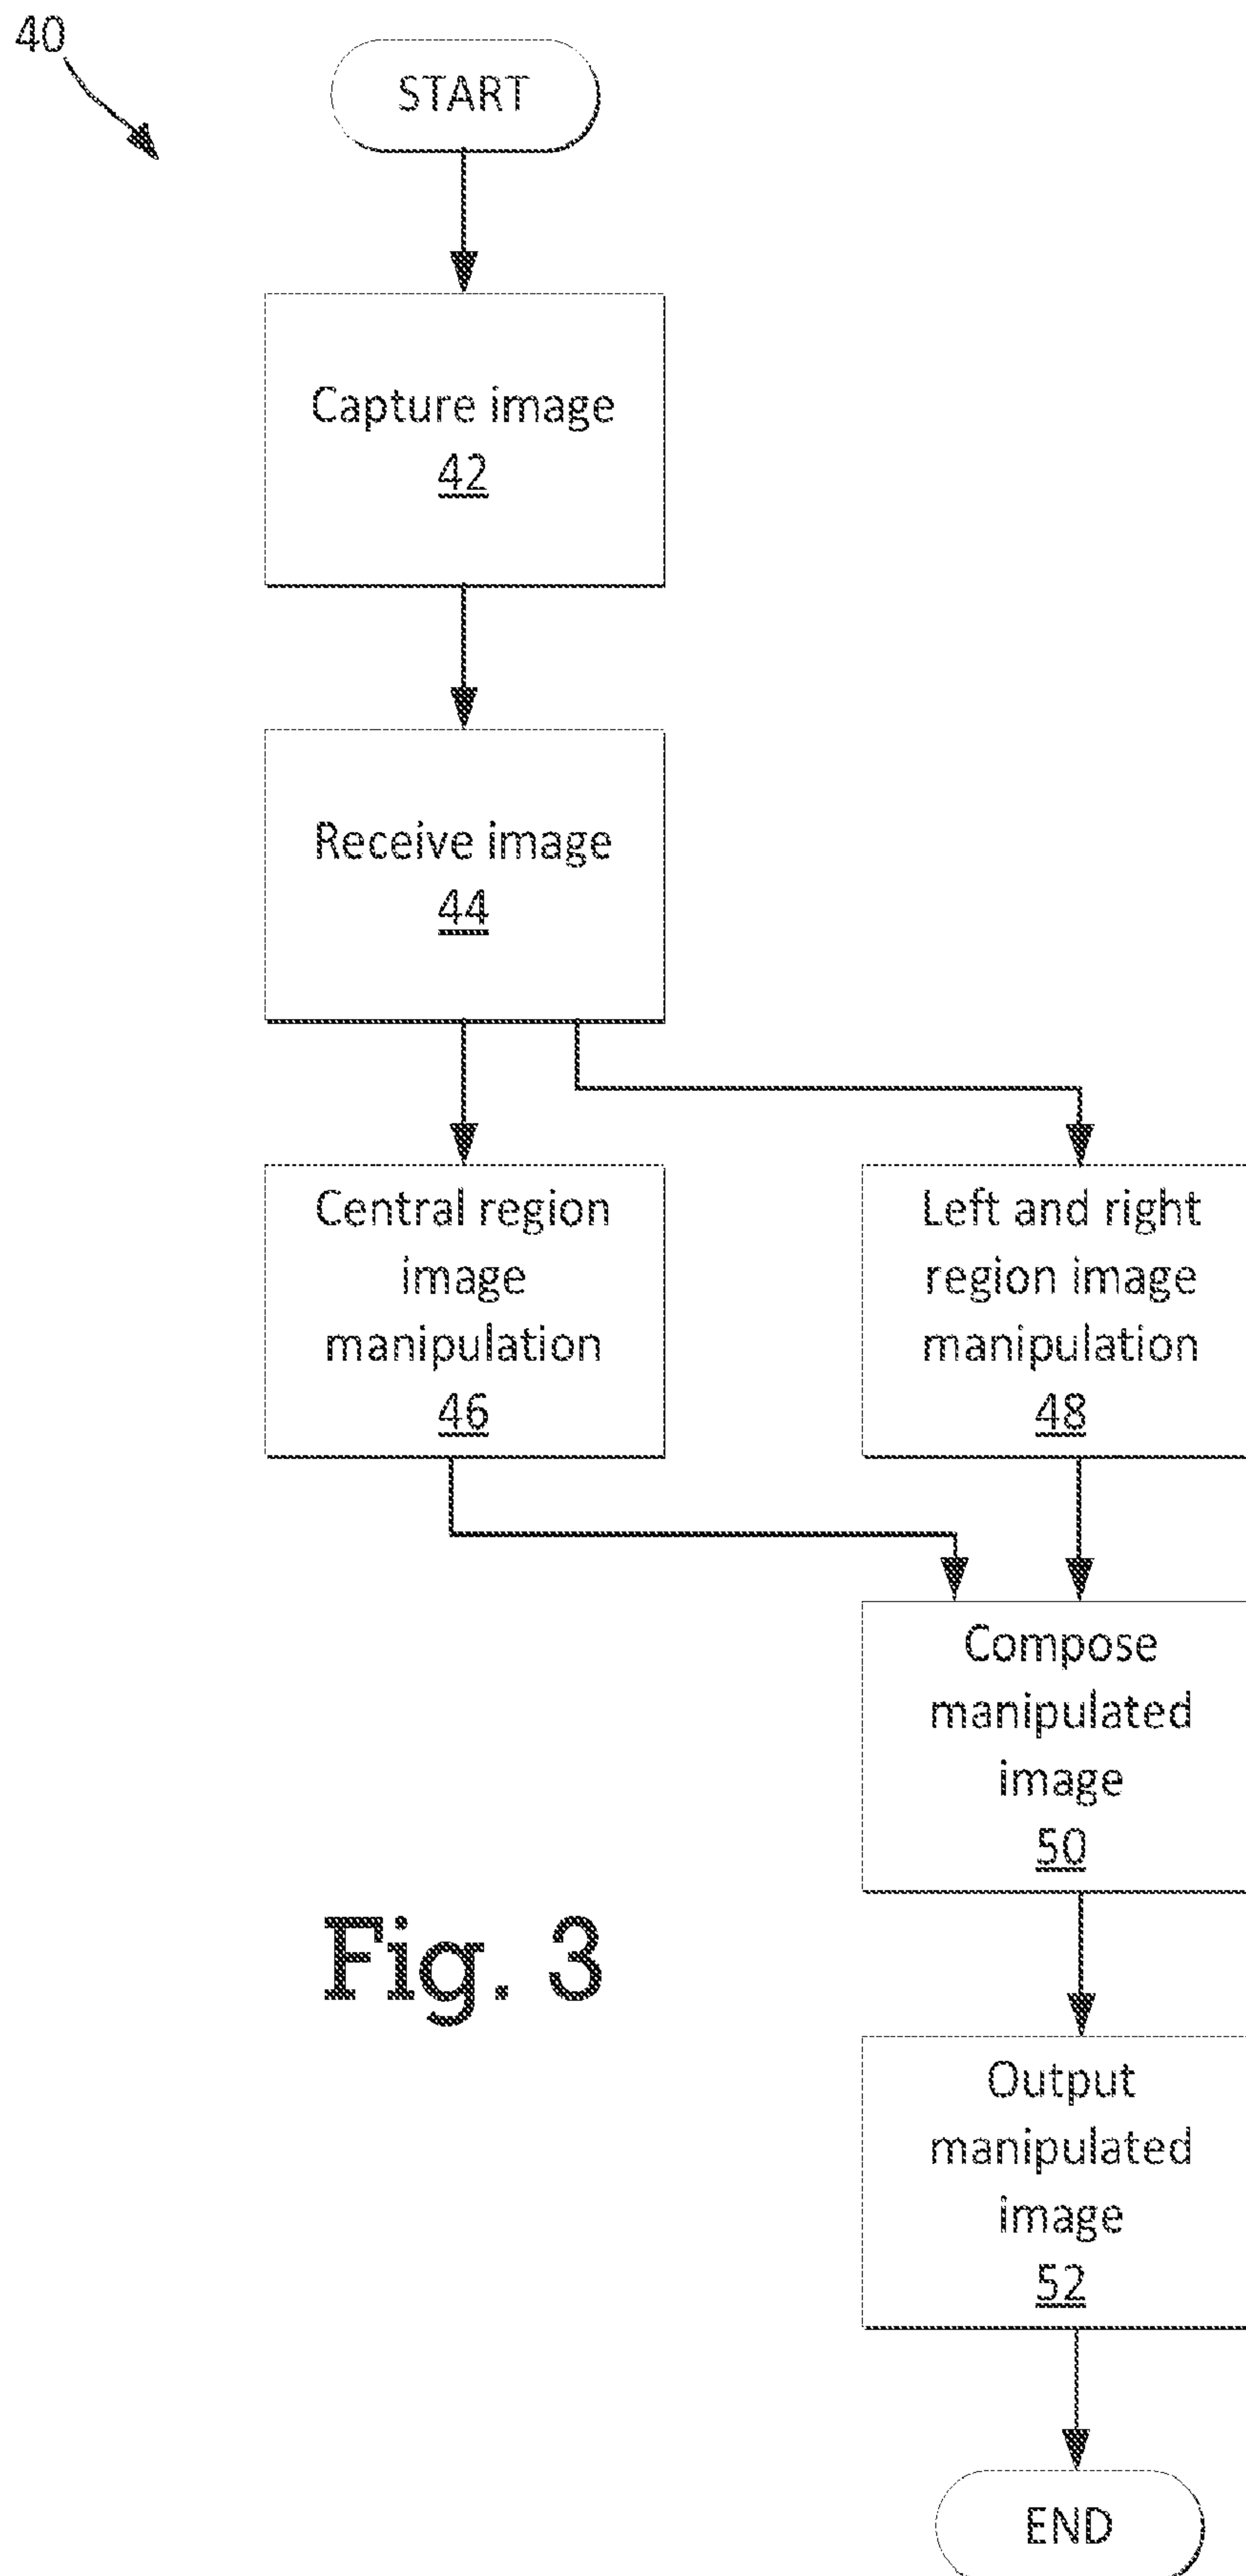 40
START
Capture image
42
Receive image
44
Central region
image
manipulation
46
Left and right
region image
manipulation
48
Compose
manipulated
image
50
Fig. 3
Output
manipulated
image
52
END